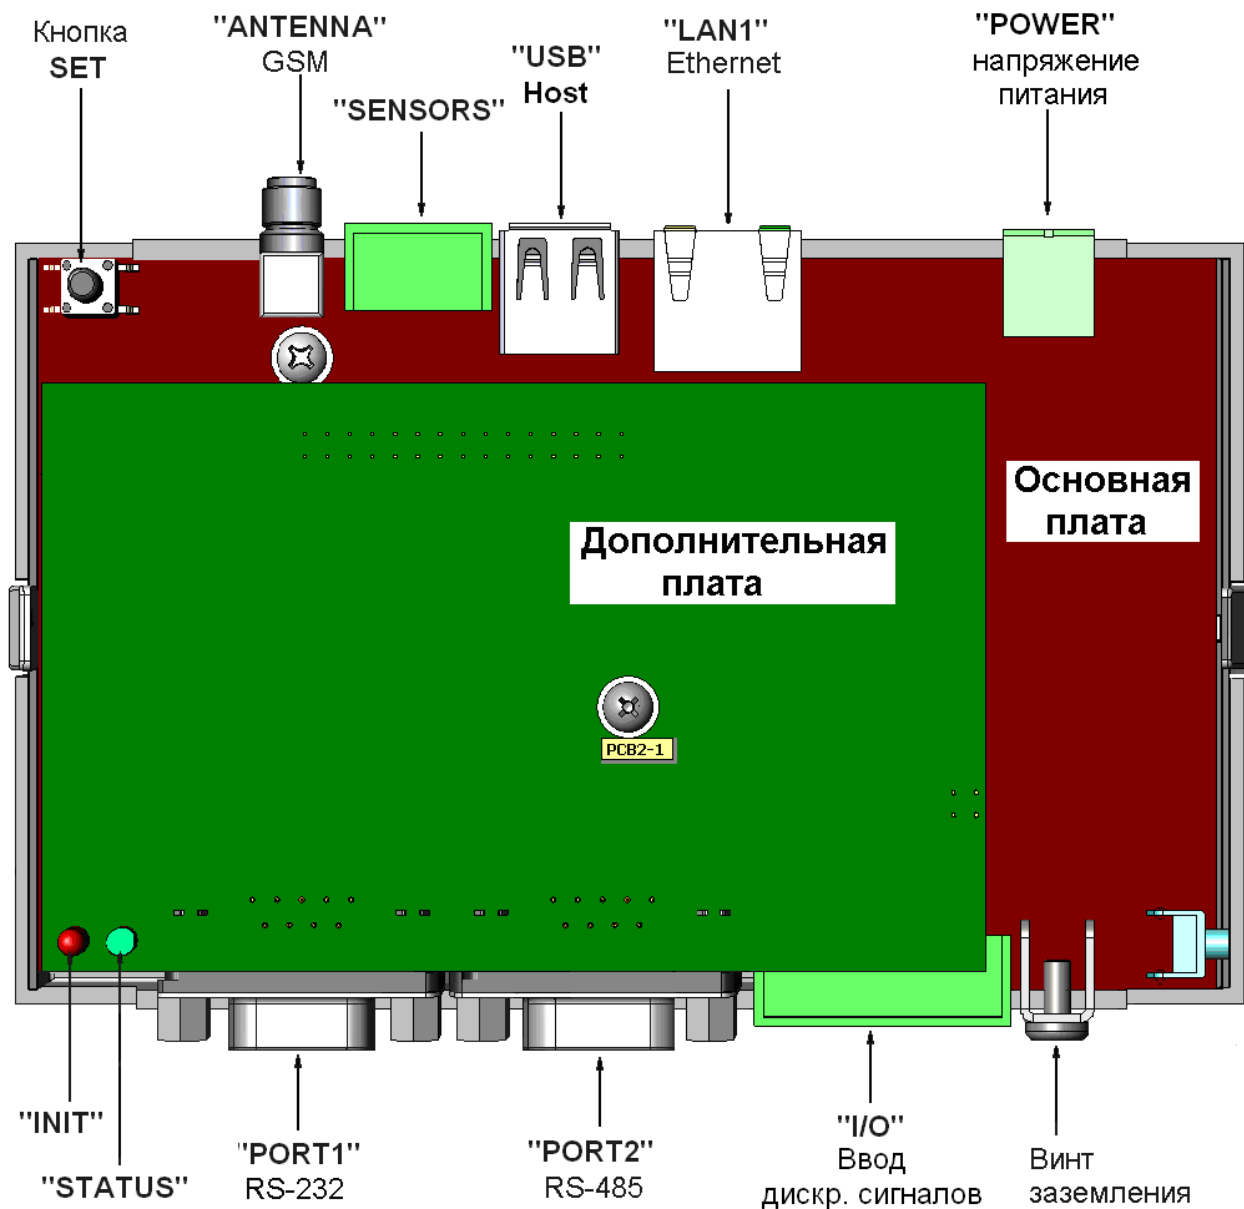 Кнопка
SET
"ANTENNA"
GSM
"SENSORS"
"USB"
Host
"LAN1"
Ethernet
"POWER"
напряжение
питания
Основная
плата
Дополнительная
плата
PCB2-1
"INIT"
"STATUS"
"PORT1"
RS-232
"PORT2"
RS-485
"I/O"
Ввод
дискр. сигналов
Винт
заземления